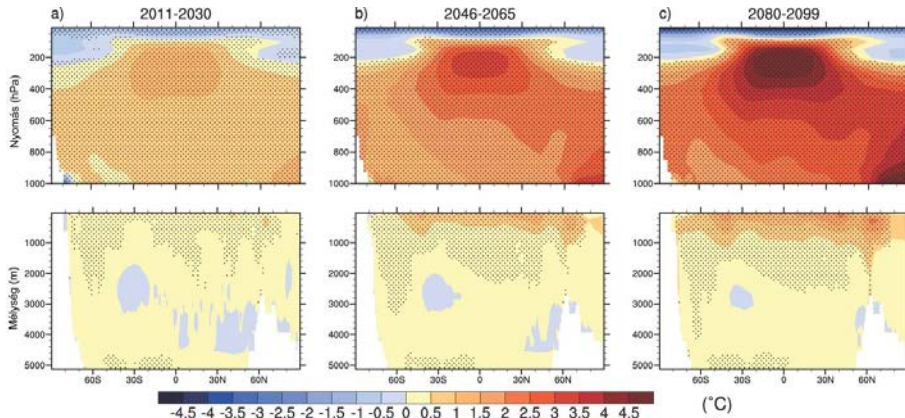 a) 2011-2030 b) 2046-2065 c) 2080-2099
Nyomás (hPa)
200 200 200
400 400 400
600 600 600
800 800 800
1000 1000 1000
Mélység (m)
1000 1000 1000
2000 2000 2000
3000 3000 3000
4000 4000 4000
5000 5000 5000
60S 30S 0 30N 60N 60S 30S 0 30N 60N 60S 30S 0 30N 60N
-4.5 -4 -3.5 -3 -2.5 -2 -1.5 -1 -0.5 0 0.5 1 1.5 2 2.5 3 3.5 4 4.5 (°C)